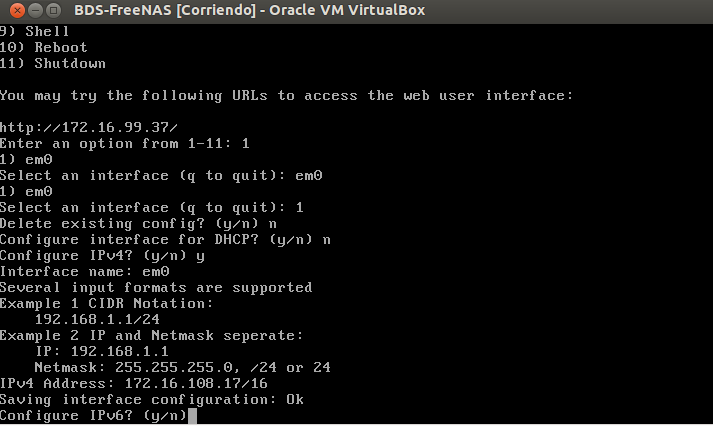 BDS-FreeNAS [Corriendo] - Oracle VM VirtualBox
9) Shell
10) Reboot
11) Shutdown
You may try the following URLs to access the web user interface:
http://172.16.99.37/
Enter an option from 1-11: 1
1) em0
Select an interface (q to quit): em0
1) em0
Select an interface (q to quit): 1
Delete existing config? (y/n) n
Configure interface for DHCP? (y/n) n
Configure IPv4? (y/n) y
Interface name: em0
Several input formats are supported
Example 1 CIDR Notation:
    192.168.1.1/24
Example 2 IP and Netmask seperate:
    IP: 192.168.1.1
    Netmask: 255.255.255.0, /24 or 24
IPv4 Address: 172.16.108.17/16
Saving interface configuration: Ok
Configure IPv6? (y/n)